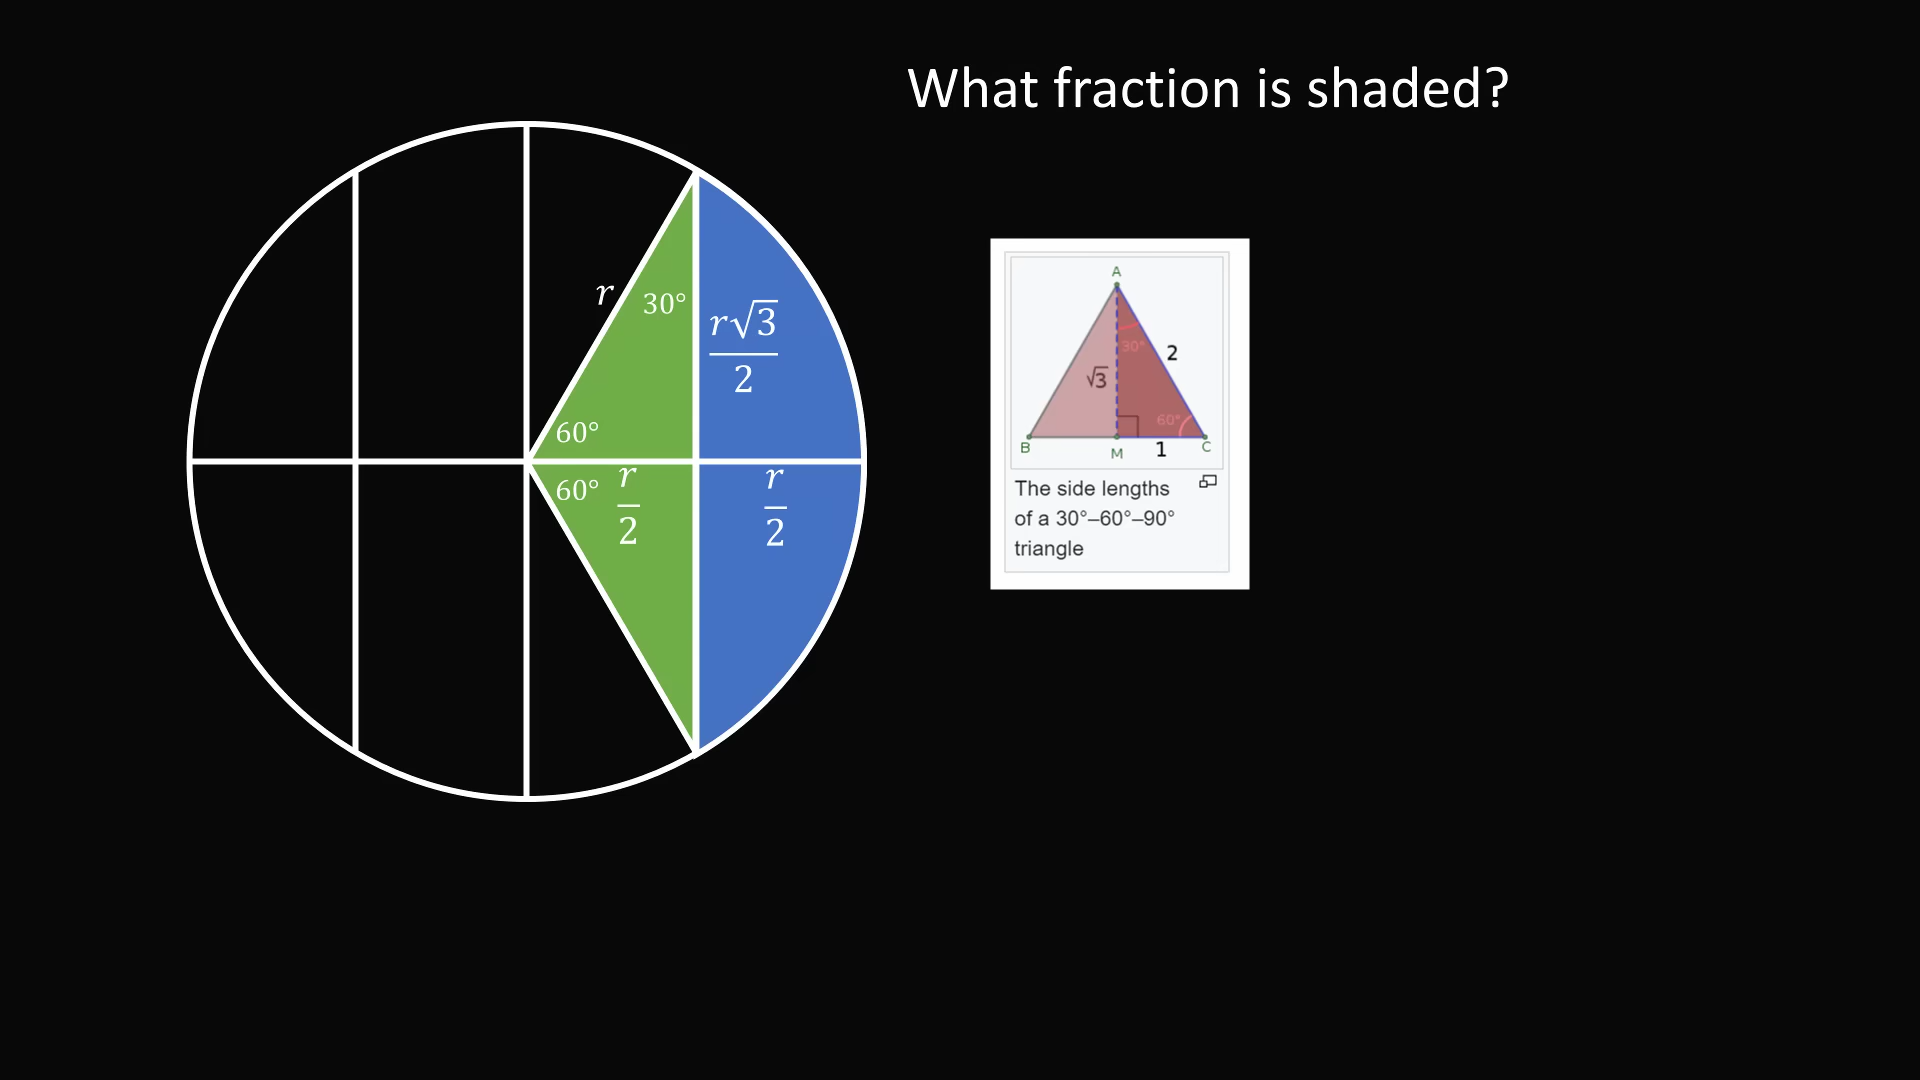 What fraction is shaded?
r
30°
r√3
2
60°
60°
r
2
r
2
A
30°
2
√3
60°
B
M
1
C
The side lengths
of a 30°–60°–90°
triangle